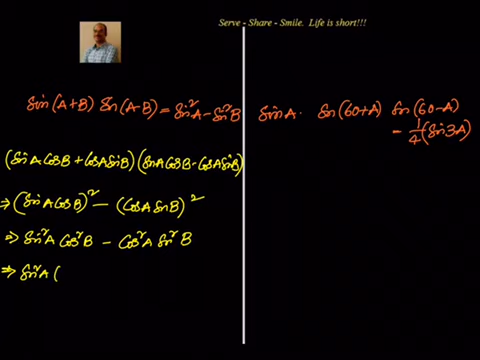 Serve - Share - Smile. Life is short!!!
Sin(A+B) Sin(A-B) = Sin²A - Sin²B
(Sin A CosB + CosA SinB) (SinA CosB - CosA SinB)
⇒ (Sin A CosB)² - (CosA SinB)²
⇒ Sin²A Cos²B - Cos²A Sin²B
⇒ Sin²A (
SinA. Sin(60+A) Sin(60-A)
= 1/4 (Sin3A)